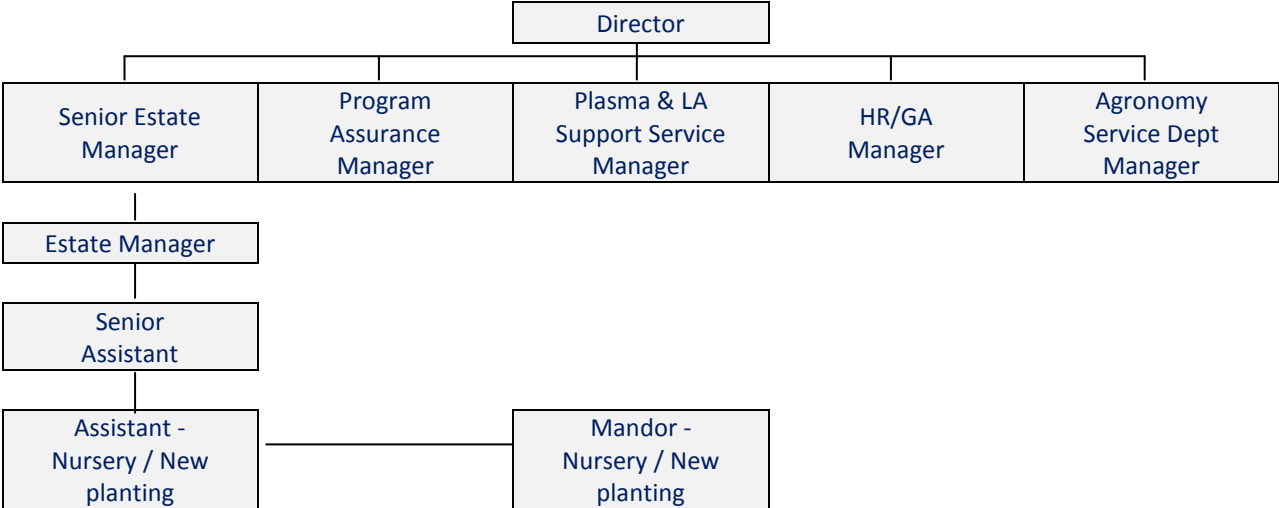 Director
Senior Estate
Manager
Program
Assurance
Manager
Plasma & LA
Support Service
Manager
HR/GA
Manager
Agronomy
Service Dept
Manager
Estate Manager
Senior
Assistant
Assistant -
Nursery / New
planting
Mandor -
Nursery / New
planting